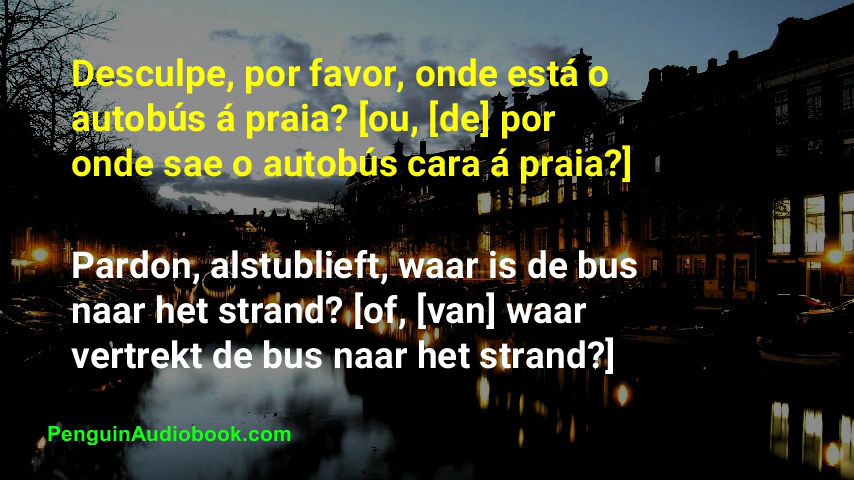 Desculpe, por favor, onde está o
autobús á praia? [ou, [de] por
onde sae o autobús cara á praia?]
Pardon, alstublieft, waar is de bus
naar het strand? [of, [van] waar
vertrekt de bus naar het strand?]
PenguinAudiobook.com